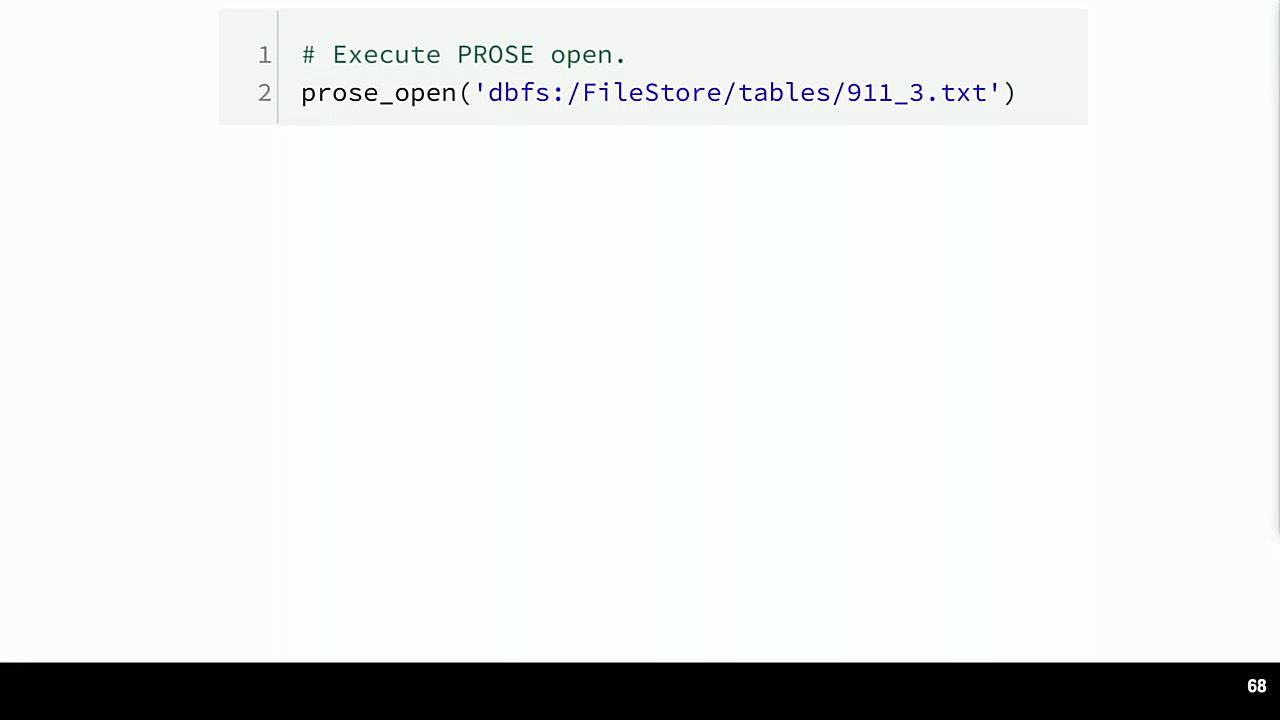 1 # Execute PROSE open.
2 prose_open('dbfs:/FileStore/tables/911_3.txt')
68